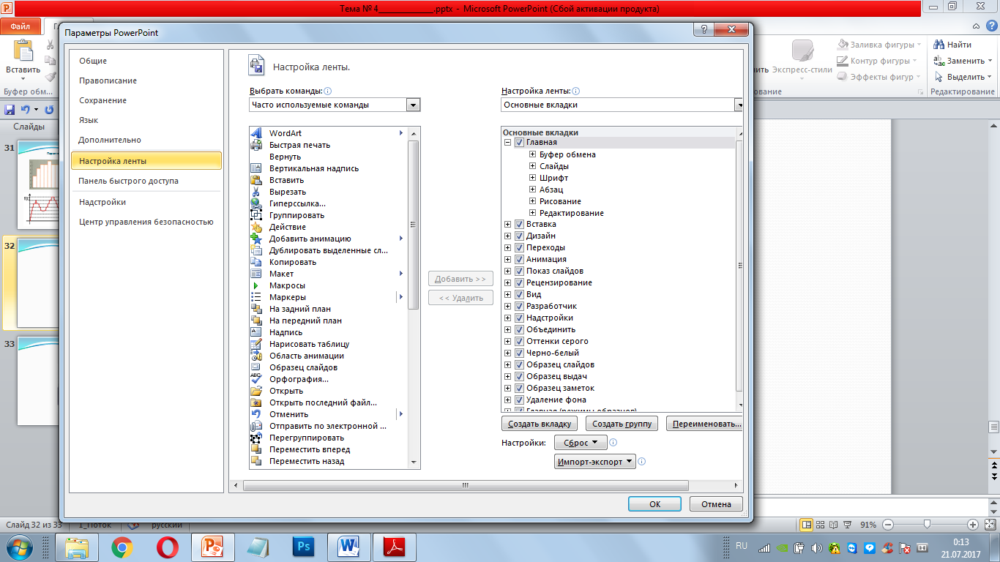 Тема № 4____________.pptx - Microsoft PowerPoint (Сбой активации продукта)
Файл
Параметры PowerPoint
Вставить
Буфер обм...
Слайды
31
32
33
Общие
Правописание
Сохранение
Язык
Дополнительно
Настройка ленты
Панель быстрого доступа
Надстройки
Центр управления безопасностью
Настройка ленты.
Выбрать команды:
Часто используемые команды
WordArt
Быстрая печать
Вернуть
Вертикальная надпись
Вставить
Вырезать
Гиперссылка...
Группировать
Действие
Добавить анимацию
Дублировать выделенные сл...
Копировать
Макет
Макросы
Маркеры
На задний план
На передний план
Надпись
Нарисовать таблицу
Область анимации
Образец слайдов
Орфография...
Открыть
Открыть последний файл...
Отменить
Отправить по электронной ...
Перегруппировать
Переместить вперед
Переместить назад
Добавить >>
<< Удалить
Настройка ленты:
Основные вкладки
Основные вкладки
Главная
Буфер обмена
Слайды
Шрифт
Абзац
Рисование
Редактирование
Вставка
Дизайн
Переходы
Анимация
Показ слайдов
Рецензирование
Вид
Разработчик
Надстройки
Объединить
Оттенки серого
Черно-белый
Образец слайдов
Образец выдач
Образец заметок
Удаление фона
Главная (режимы образцов)
Создать вкладку
Создать группу
Переименовать...
Настройки:
Сброс
Импорт-экспорт
ОК
Отмена
Экспресс-стили
Заливка фигуры
Контур фигуры
Эффекты фигур
Найти
Заменить
Выделить
Редактирование
Слайд 32 из 33
1_Поток
русский
91%
Ps
RU
0:13
21.07.2017